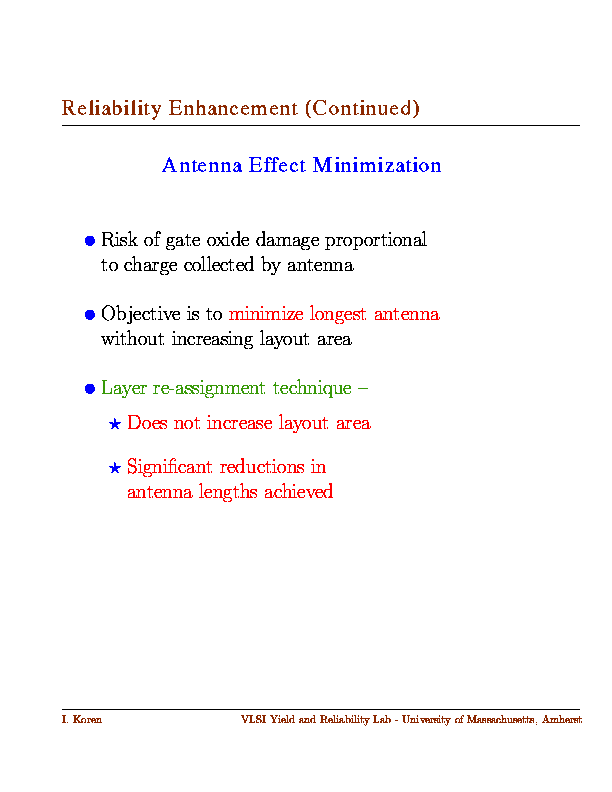 Reliability Enhancement (Continued)
Antenna Effect Minimization
● Risk of gate oxide damage proportional
to charge collected by antenna
● Objective is to minimize longest antenna
without increasing layout area
● Layer re-assignment technique –
★ Does not increase layout area
★ Significant reductions in
antenna lengths achieved
I. Koren
VLSI Yield and Reliability Lab - University of Massachusetts, Amherst